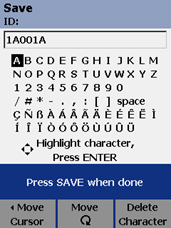 Save
ID:
1A001A
A B C D E F G H I J K L M
N O P Q R S T U V W X Y Z
1 2 3 4 5 6 7 8 9 0
/ # * - . , : [ ] space
Ç Ñ ß À Á Â Ã Ä È É Ê Ë Ì
Í Î Ï Ò Ó Ô Õ Ö Ù Ú Û Ü
Highlight character,
Press ENTER
Press SAVE when done
Move
Cursor
Move
Delete
Character